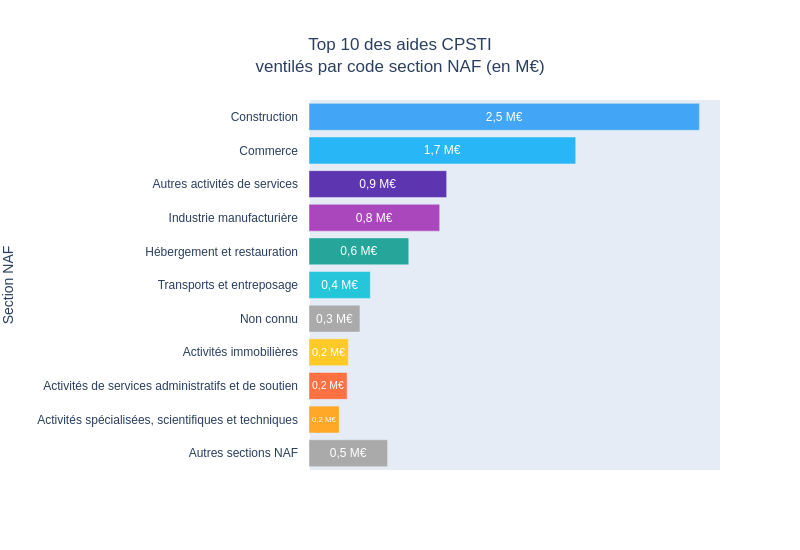 Top 10 des aides CPSTI
ventilés par code section NAF (en M€)
Section NAF
Construction 2,5 M€
Commerce 1,7 M€
Autres activités de services 0,9 M€
Industrie manufacturière 0,8 M€
Hébergement et restauration 0,6 M€
Transports et entreposage 0,4 M€
Non connu 0,3 M€
Activités immobilières 0,2 M€
Activités de services administratifs et de soutien 0,2 M€
Activités spécialisées, scientifiques et techniques 0,2 M€
Autres sections NAF 0,5 M€